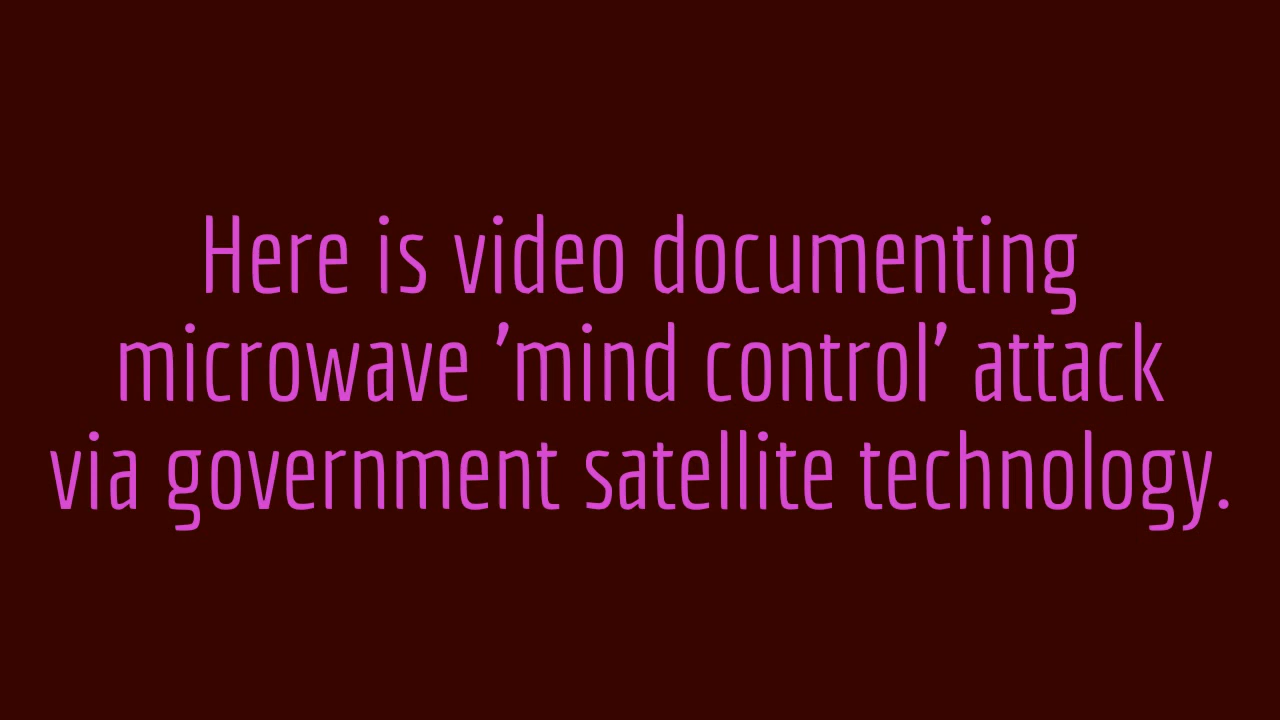 Here is video documenting
microwave 'mind control' attack
via government satellite technology.